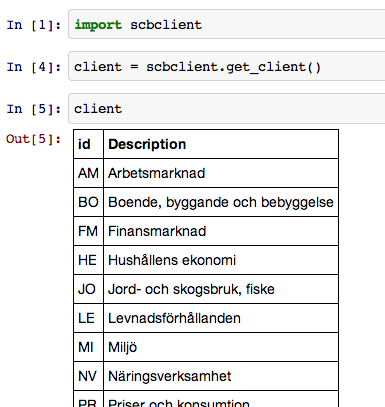 In [1]: import scbclient
In [4]: client = scbclient.get_client()
In [5]: client
Out[5]:
id Description
AM Arbetsmarknad
BO Boende, byggande och bebyggelse
FM Finansmarknad
HE Hushållens ekonomi
JO Jord- och skogsbruk, fiske
LE Levnadsförhållanden
MI Miljö
NV Näringsverksamhet
PR Priser och konsumtion